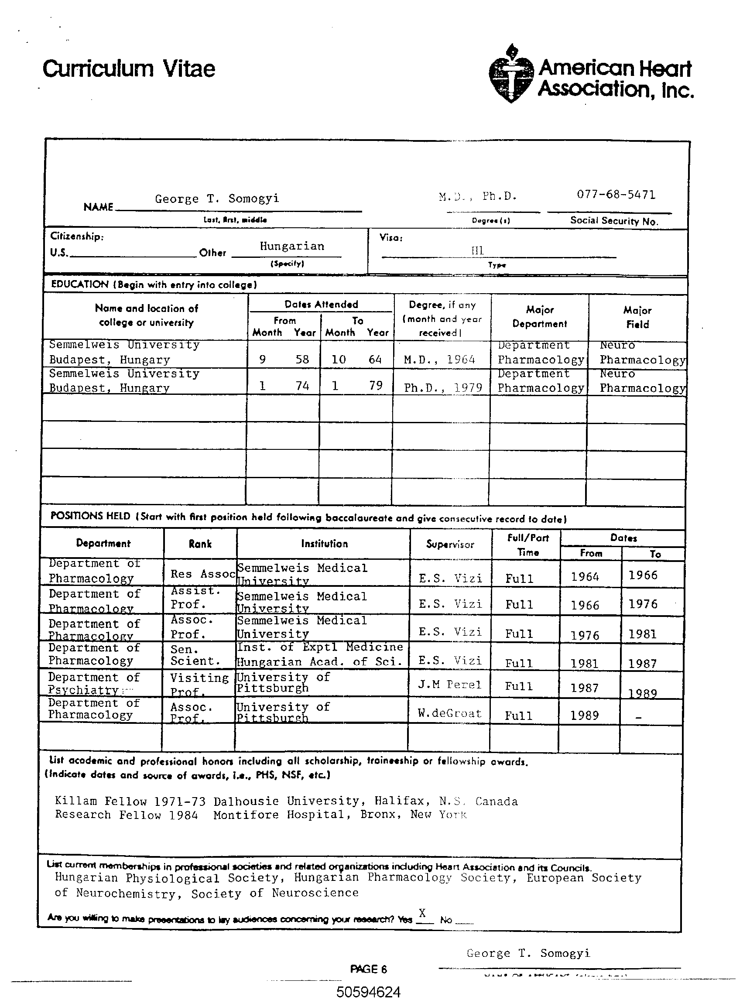 Curriculum Vitae
American Heart
Association, Inc.
NAME George T. Somogyi M.D., Ph.D. 077-68-5471
Last, first, middle Degree(s) Social Security No.
Citizenship: Visa:
U.S. Other Hungarian H1
(Specify) Type
EDUCATION (Begin with entry into college)
Name and location of college or university Dates Attended From Month Year To Month Year Degree, if any (month and year received) Major Department Major Field
Semmelweis University Department Neuro
Budapest, Hungary 9 58 10 64 M.D., 1964 Pharmacology Pharmacology
Semmelweis University Department Neuro
Budapest, Hungary 1 74 1 79 Ph.D., 1979 Pharmacology Pharmacology
POSITIONS HELD (Start with first position held following baccalaureate and give consecutive record to date)
Department Rank Institution Supervisor Full/Part Time Dates From To
Department of Semmelweis Medical
Pharmacology Res Assoc University E.S. Vizi Full 1964 1966
Department of Assist. Semmelweis Medical
Pharmacology Prof. University E.S. Vizi Full 1966 1976
Department of Assoc. Semmelweis Medical
Pharmacology Prof. University E.S. Vizi Full 1976 1981
Department of Sen. Inst. of Exptl Medicine
Pharmacology Scient. Hungarian Acad. of Sci. E.S. Vizi Full 1981 1987
Department of Visiting University of
Psychiatry Prof. Pittsburgh J.M Perel Full 1987 1989
Department of Assoc. University of
Pharmacology Prof. Pittsburgh W.deGroat Full 1989 -
List academic and professional honors including all scholarship, traineeship or fellowship awards.
(Indicate dates and source of awards, i.e., PHS, NSF, etc.)
Killam Fellow 1971-73 Dalhousie University, Halifax, N.S. Canada
Research Fellow 1984 Montifore Hospital, Bronx, New York
List current memberships in professional societies and related organizations including Heart Association and its Councils.
Hungarian Physiological Society, Hungarian Pharmacology Society, European Society
of Neurochemistry, Society of Neuroscience
Are you willing to make presentations to lay audiences concerning your research? Yes X No
George T. Somogyi
PAGE 6
50594624